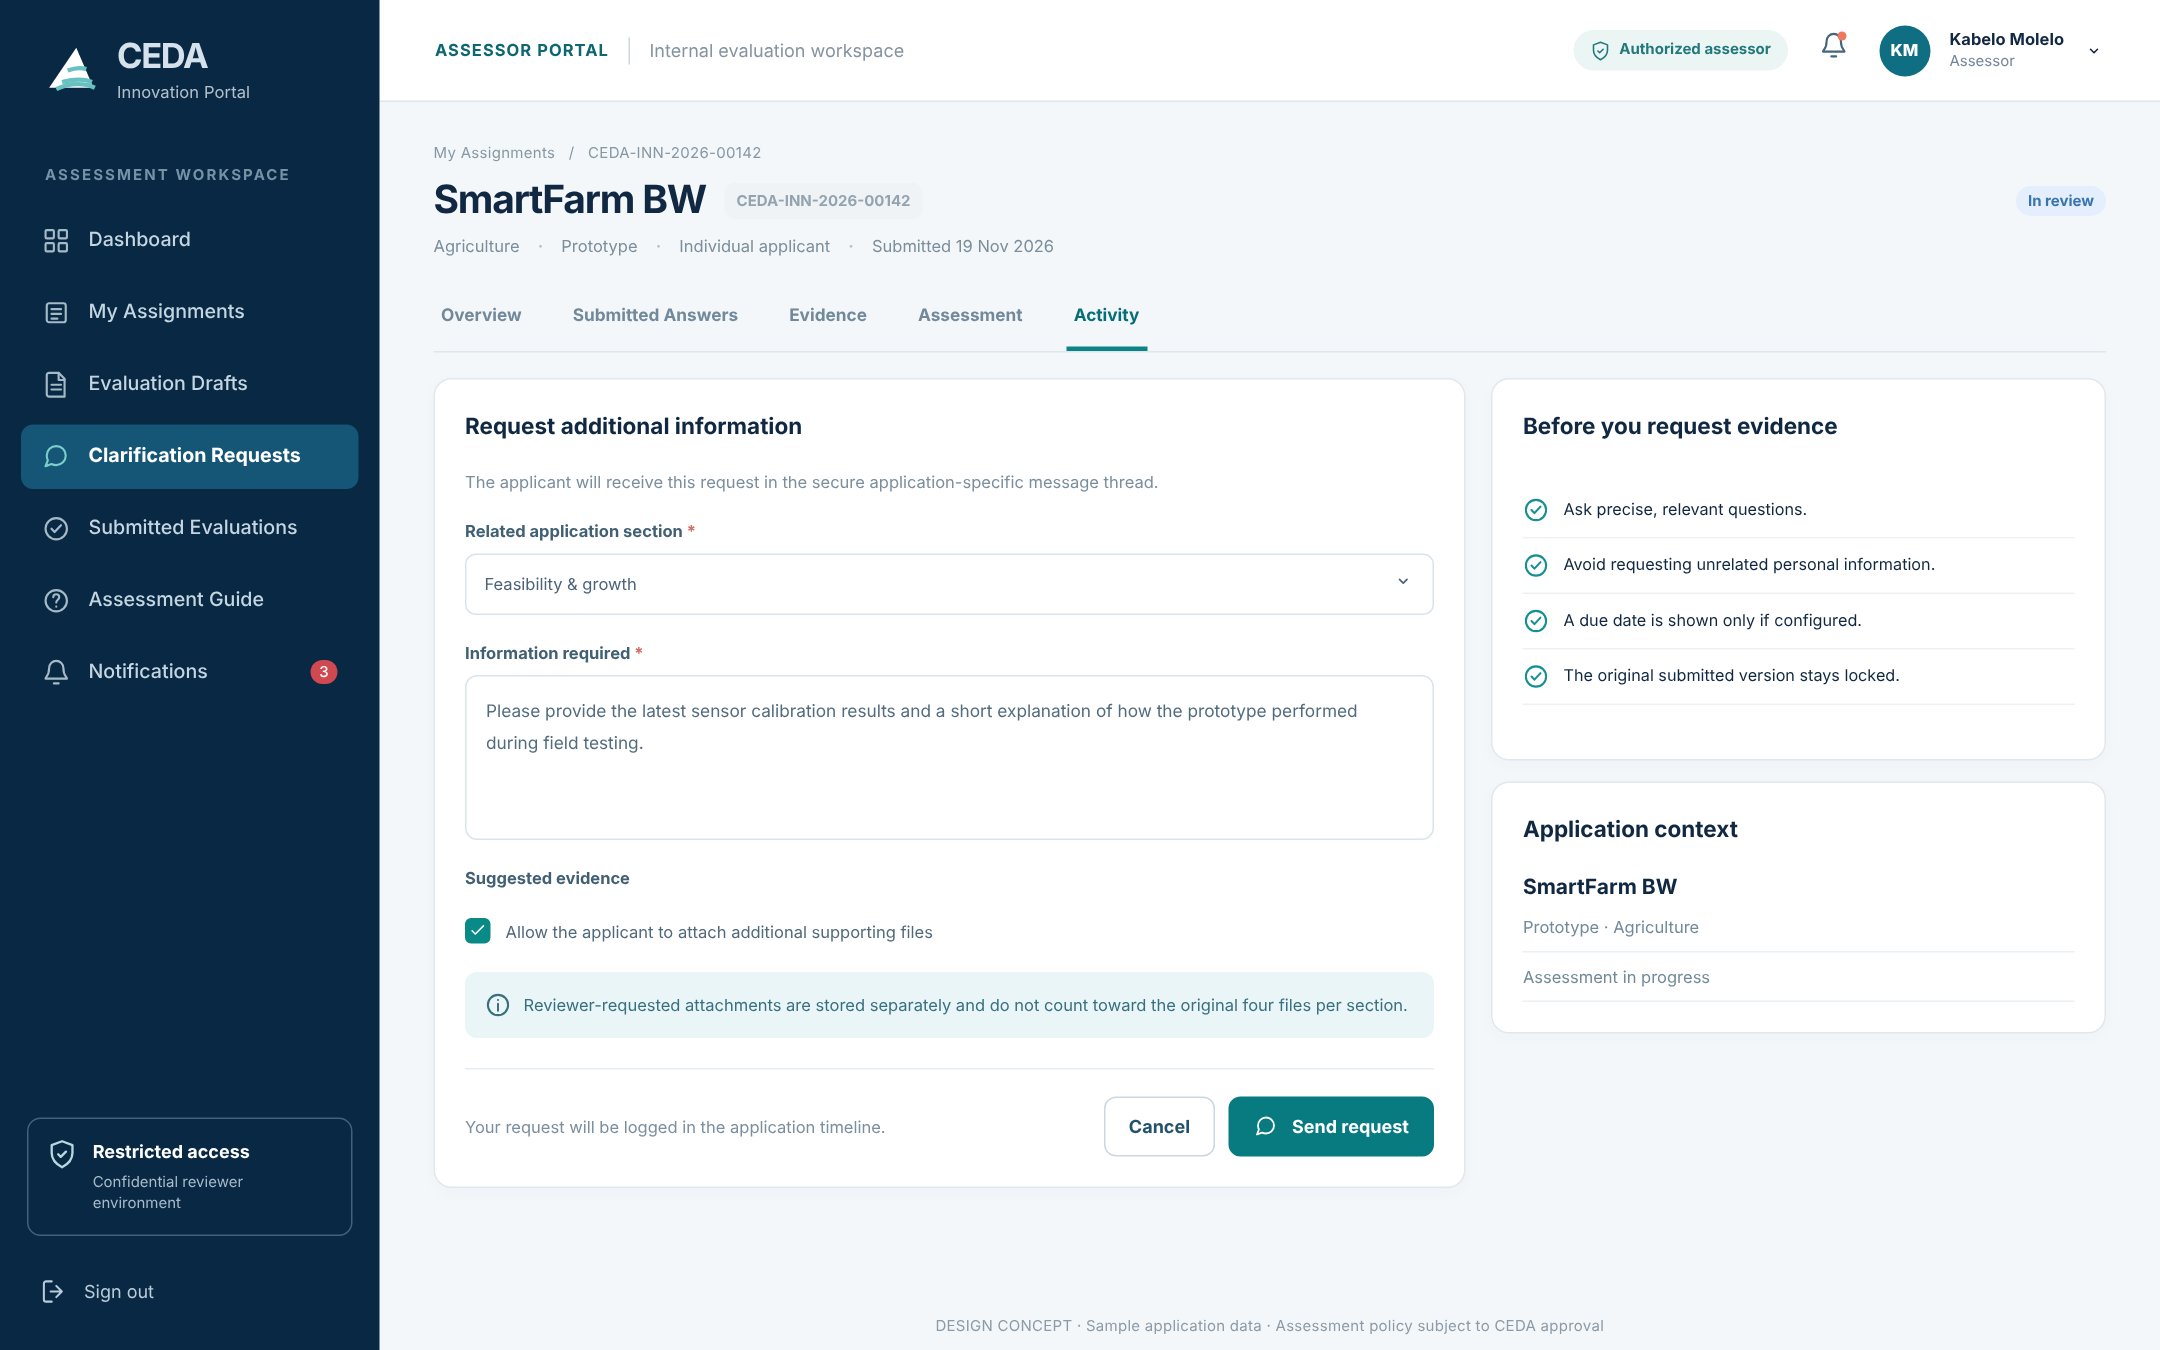 CEDA
Innovation Portal
ASSESSMENT WORKSPACE
Dashboard
My Assignments
Evaluation Drafts
Clarification Requests
Submitted Evaluations
Assessment Guide
Notifications 3
Restricted access
Confidential reviewer
environment
Sign out
ASSESSOR PORTAL
Internal evaluation workspace
Authorized assessor
KM
Kabelo Molelo
Assessor
My Assignments / CEDA-INN-2026-00142
SmartFarm BW CEDA-INN-2026-00142
In review
Agriculture · Prototype · Individual applicant · Submitted 19 Nov 2026
Overview Submitted Answers Evidence Assessment Activity
Request additional information
The applicant will receive this request in the secure application-specific message thread.
Related application section *
Feasibility & growth
Information required *
Please provide the latest sensor calibration results and a short explanation of how the prototype performed
during field testing.
Suggested evidence
Allow the applicant to attach additional supporting files
Reviewer-requested attachments are stored separately and do not count toward the original four files per section.
Your request will be logged in the application timeline.
Cancel
Send request
Before you request evidence
Ask precise, relevant questions.
Avoid requesting unrelated personal information.
A due date is shown only if configured.
The original submitted version stays locked.
Application context
SmartFarm BW
Prototype · Agriculture
Assessment in progress
DESIGN CONCEPT · Sample application data · Assessment policy subject to CEDA approval